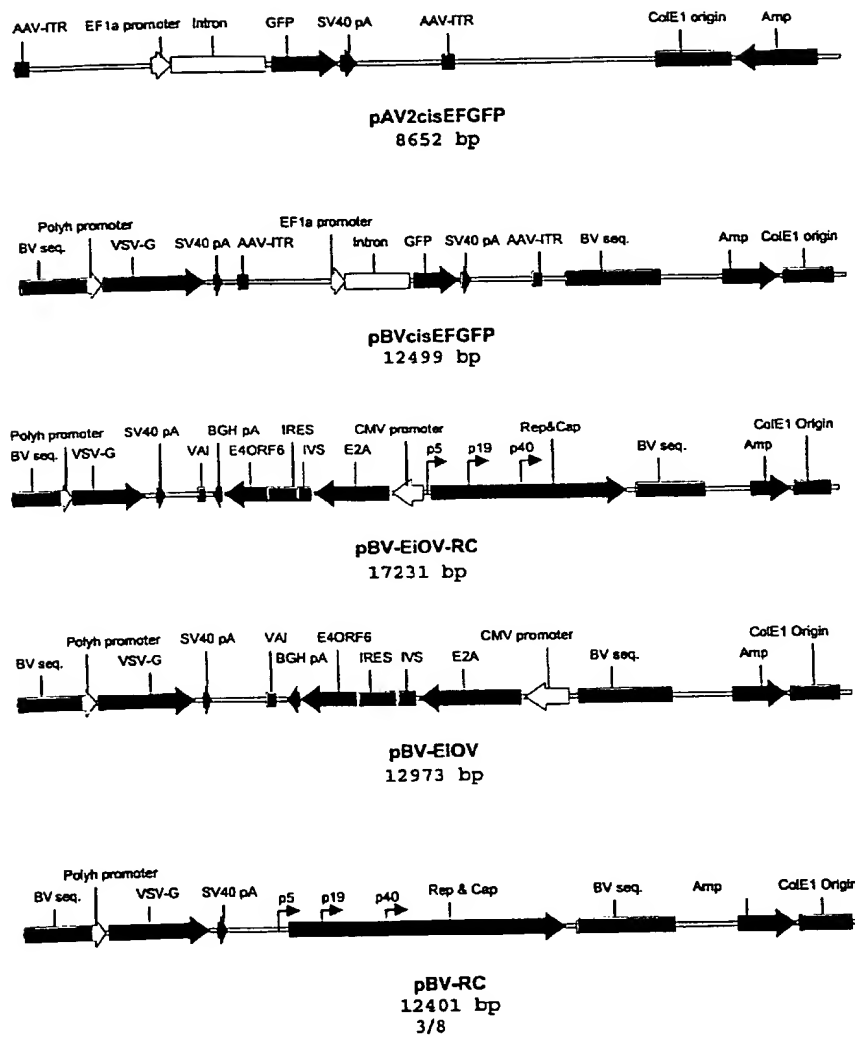 AAV-ITR EF1a promoter Intron GFP SV40 pA AAV-ITR ColE1 origin Amp
pAV2cisEFGFP
8652 bp
Polyh promoter EF1a promoter
BV seq. VSV-G SV40 pA AAV-ITR Intron GFP SV40 pA AAV-ITR BV seq. Amp ColE1 origin
pBVcisEFGFP
12499 bp
Polyh promoter SV40 pA BGH pA IRES CMV promoter Rep&Cap ColE1 Origin
BV seq. VSV-G VAI E4ORF6 IVS E2A p5 p19 p40 BV seq. Amp
pBV-EiOV-RC
17231 bp
Polyh promoter SV40 pA VAI E4ORF6 CMV promoter ColE1 Origin
BV seq. VSV-G BGH pA IRES IVS E2A BV seq. Amp
pBV-EIOV
12973 bp
Polyh promoter
BV seq. VSV-G SV40 pA p5 p19 p40 Rep & Cap BV seq. Amp ColE1 Origin
pBV-RC
12401 bp
3/8